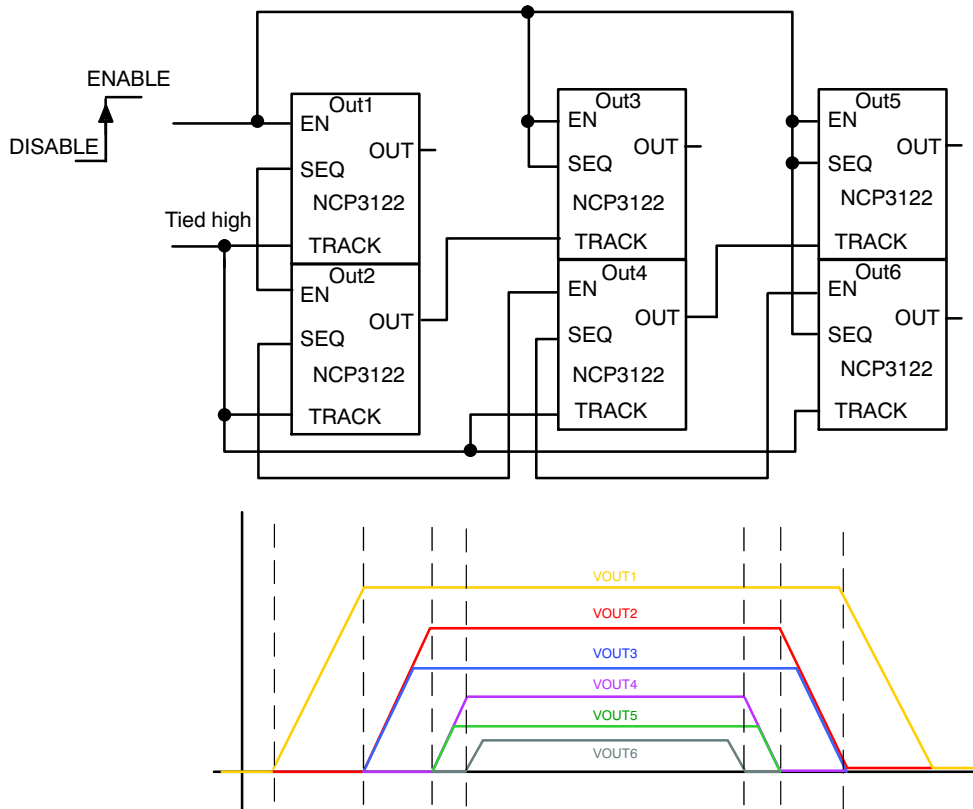 ENABLE
DISABLE
Tied high
Out1
EN
OUT
SEQ
NCP3122
TRACK
Out2
EN
OUT
SEQ
NCP3122
TRACK
Out3
EN
OUT
SEQ
NCP3122
TRACK
Out4
EN
OUT
SEQ
NCP3122
TRACK
Out5
EN
OUT
SEQ
NCP3122
TRACK
Out6
EN
OUT
SEQ
NCP3122
TRACK
VOUT1
VOUT2
VOUT3
VOUT4
VOUT5
VOUT6